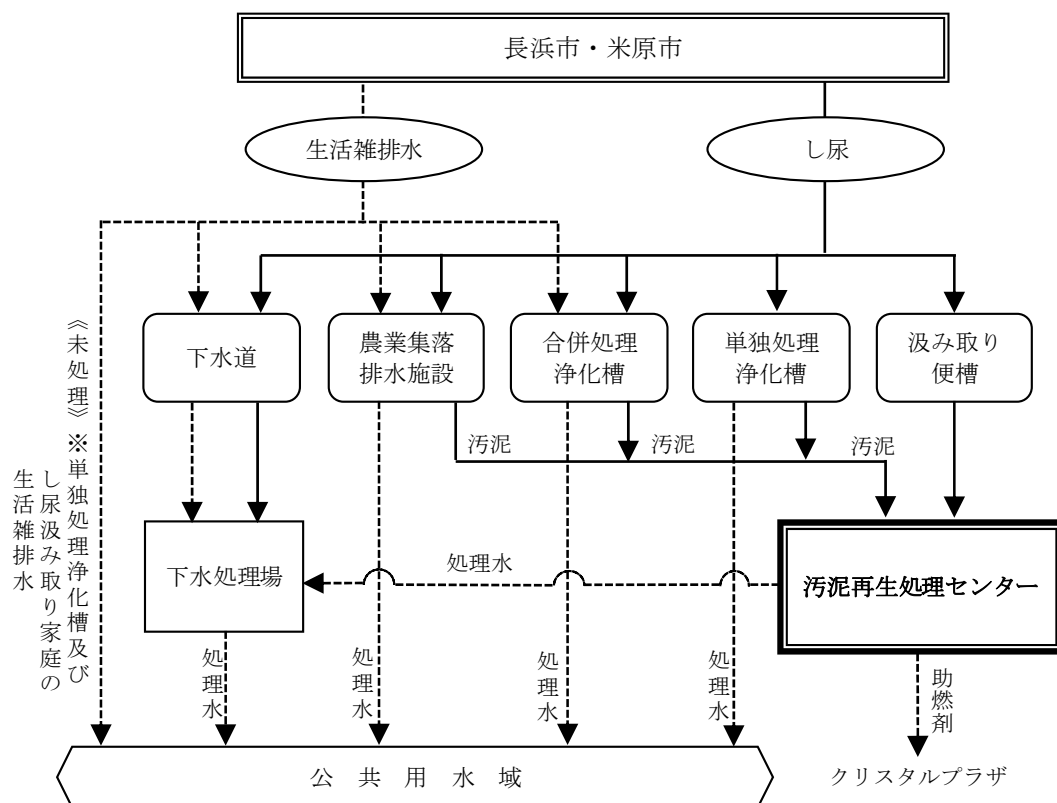 長浜市・米原市
生活雑排水
し尿
下水道
農業集落
排水施設
合併処理
浄化槽
単独処理
浄化槽
汲み取り
便槽
《未処理》※単独処理浄化槽及び
し尿汲み取り家庭の
生活雑排水
汚泥
汚泥
汚泥
下水処理場
処理水
汚泥再生処理センター
処理水
処理水
処理水
処理水
助燃剤
公共用水域
クリスタルプラザ